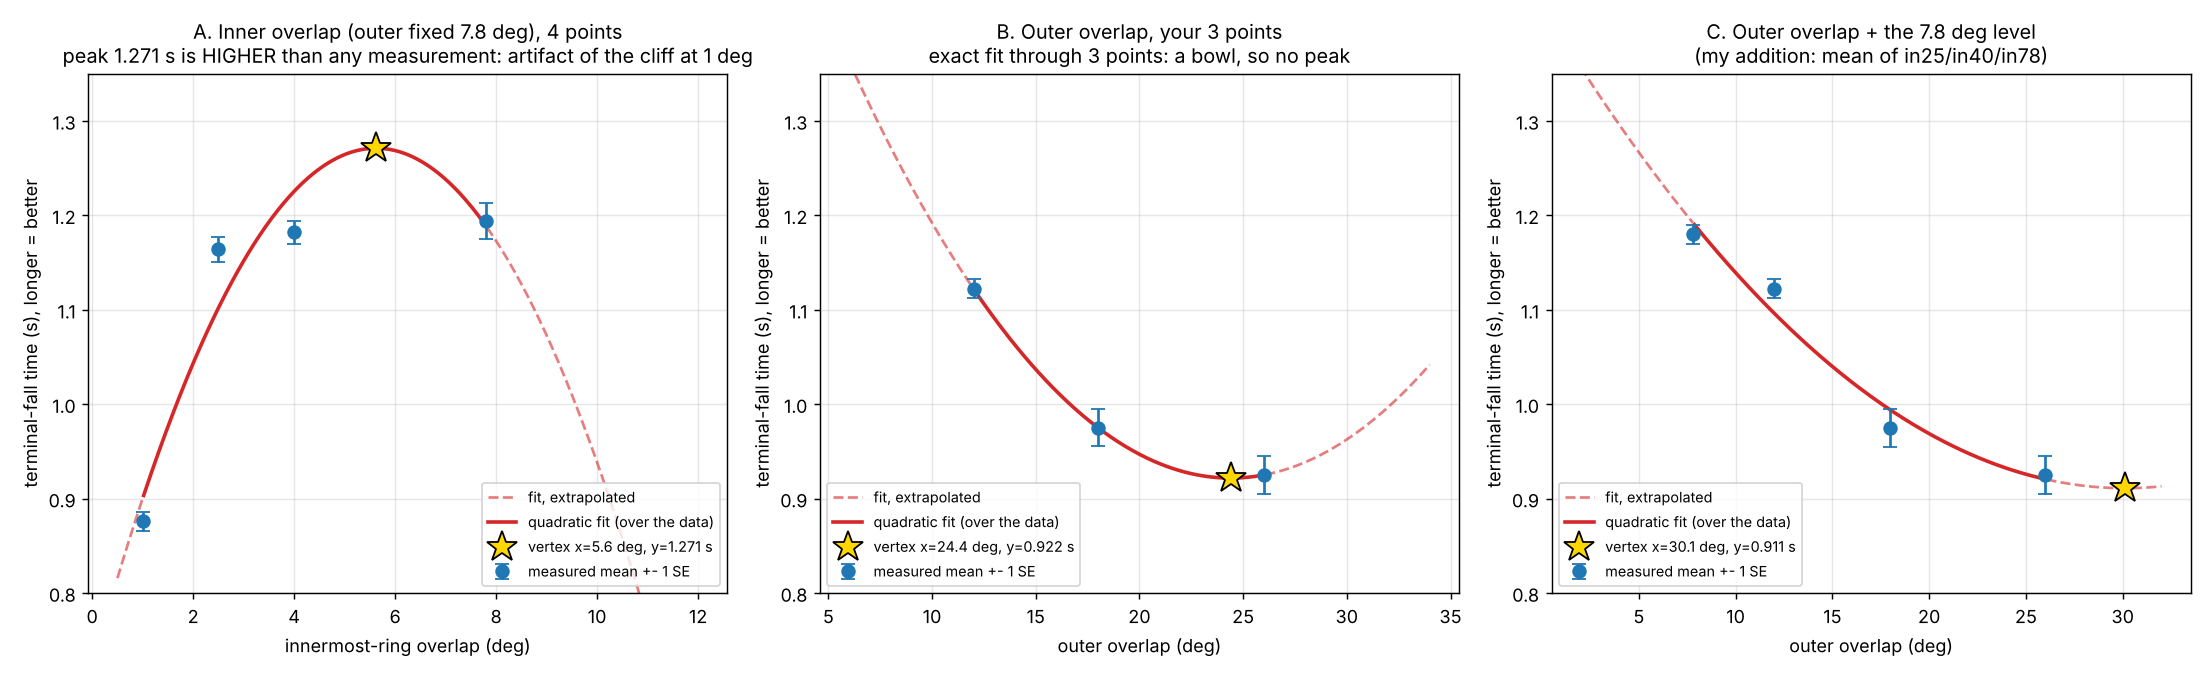 A. Inner overlap (outer fixed 7.8 deg), 4 points
peak 1.271 s is HIGHER than any measurement: artifact of the cliff at 1 deg
terminal-fall time (s), longer = better
1.3
1.2
1.1
1.0
0.9
0.8
0
2
4
6
8
10
12
innermost-ring overlap (deg)
fit, extrapolated
quadratic fit (over the data)
vertex x=5.6 deg, y=1.271 s
measured mean +- 1 SE
B. Outer overlap, your 3 points
exact fit through 3 points: a bowl, so no peak
terminal-fall time (s), longer = better
1.3
1.2
1.1
1.0
0.9
0.8
5
10
15
20
25
30
35
outer overlap (deg)
fit, extrapolated
quadratic fit (over the data)
vertex x=24.4 deg, y=0.922 s
measured mean +- 1 SE
C. Outer overlap + the 7.8 deg level
(my addition: mean of in25/in40/in78)
terminal-fall time (s), longer = better
1.3
1.2
1.1
1.0
0.9
0.8
5
10
15
20
25
30
outer overlap (deg)
fit, extrapolated
quadratic fit (over the data)
vertex x=30.1 deg, y=0.911 s
measured mean +- 1 SE